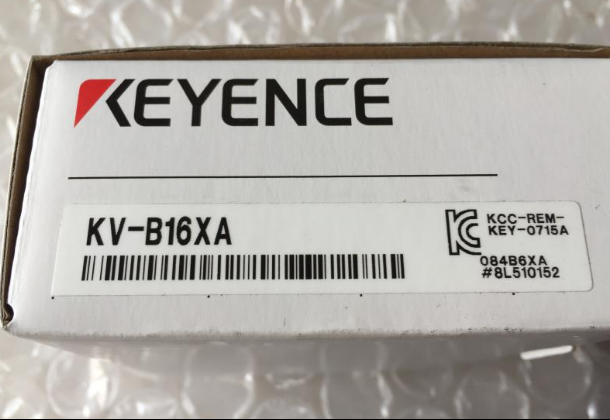 KEYENCE
KV-B16XA
KCC-REM-
KEY-0715A
084B6XA
#8L510152